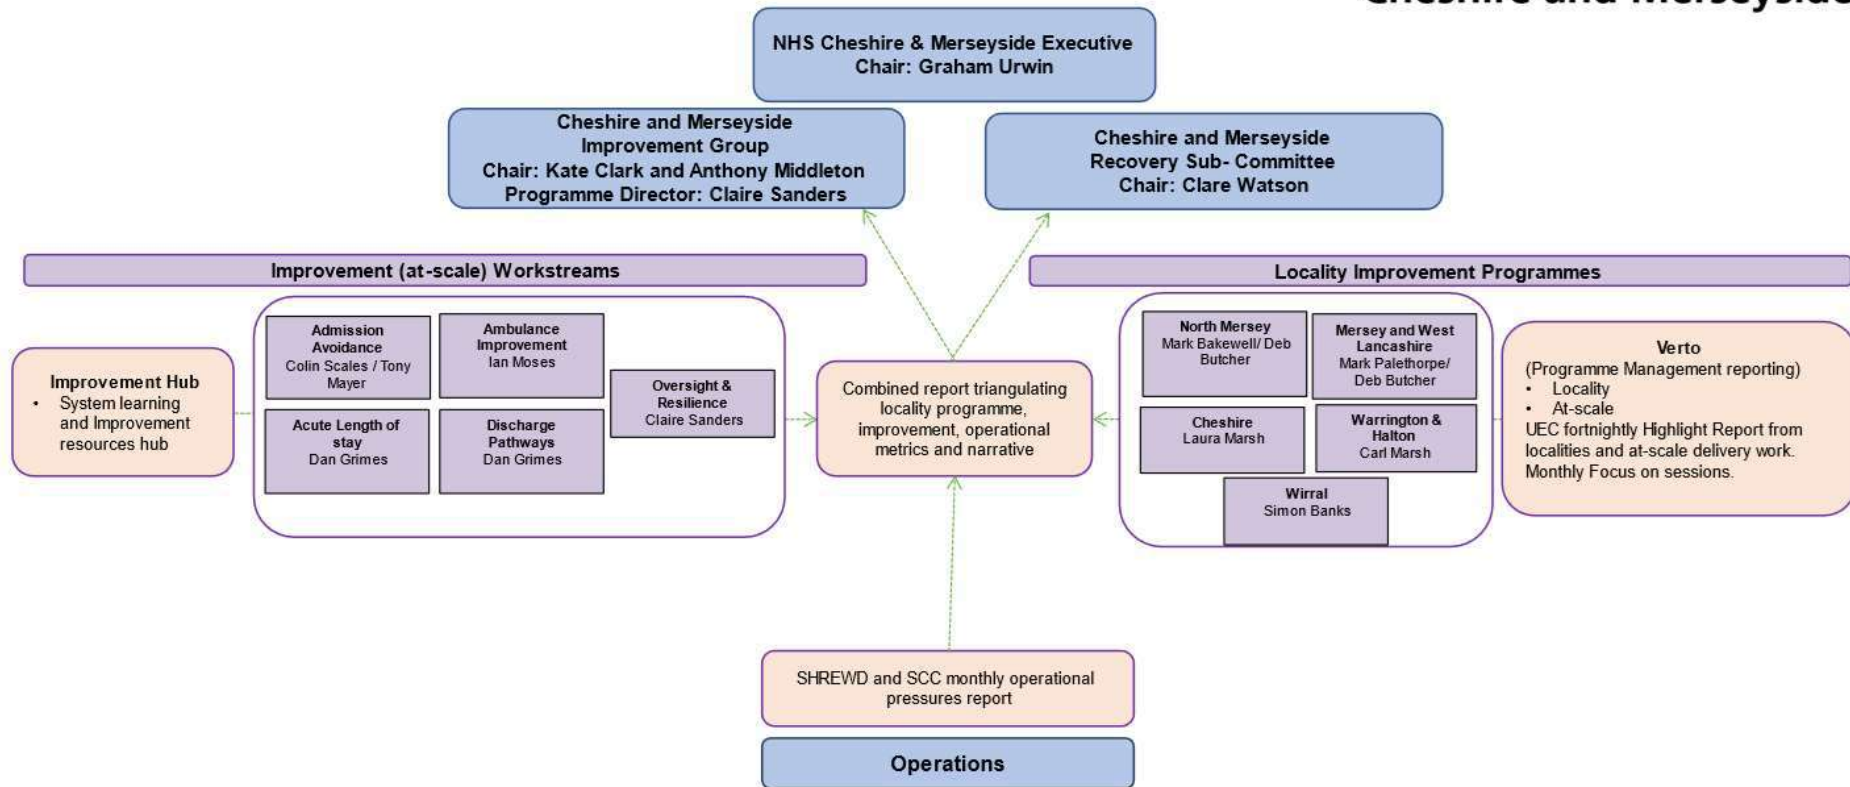 Cheshire and Merseyside
NHS Cheshire & Merseyside Executive
Chair: Graham Urwin
Cheshire and Merseyside
Improvement Group
Chair: Kate Clark and Anthony Middleton
Programme Director: Claire Sanders
Cheshire and Merseyside
Recovery Sub- Committee
Chair: Clare Watson
Improvement (at-scale) Workstreams
Locality Improvement Programmes
Improvement Hub
• System learning
and Improvement
resources hub
Admission
Avoidance
Colin Scales / Tony
Mayer
Ambulance
Improvement
Ian Moses
Oversight &
Resilience
Claire Sanders
Acute Length of
stay
Dan Grimes
Discharge
Pathways
Dan Grimes
Combined report triangulating
locality programme,
improvement, operational
metrics and narrative
North Mersey
Mark Bakewell/ Deb
Butcher
Mersey and West
Lancashire
Mark Palethorpe/
Deb Butcher
Cheshire
Laura Marsh
Warrington &
Halton
Carl Marsh
Wirral
Simon Banks
Verto
(Programme Management reporting)
• Locality
• At-scale
UEC fortnightly Highlight Report from
localities and at-scale delivery work.
Monthly Focus on sessions.
SHREWD and SCC monthly operational
pressures report
Operations